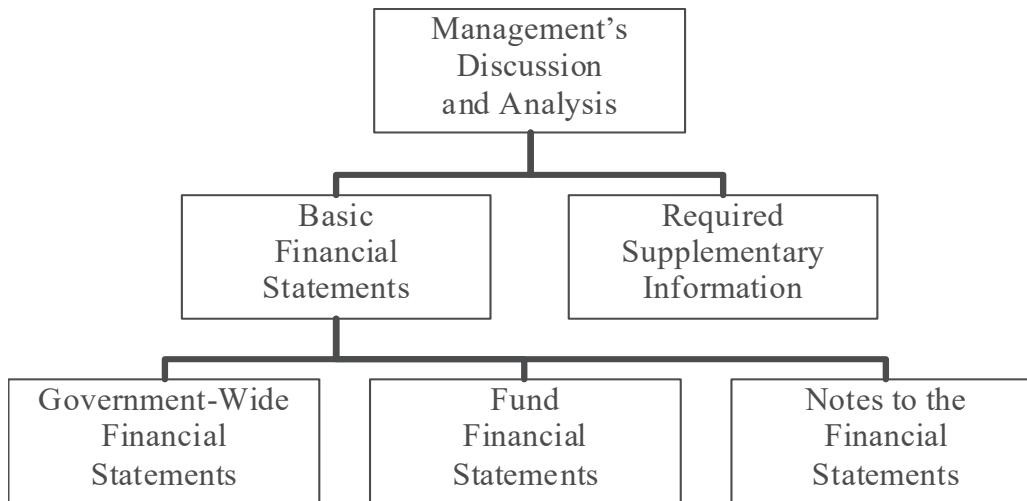 Management’s
Discussion
and Analysis
Basic
Financial
Statements
Required
Supplementary
Information
Government-Wide
Financial
Statements
Fund
Financial
Statements
Notes to the
Financial
Statements